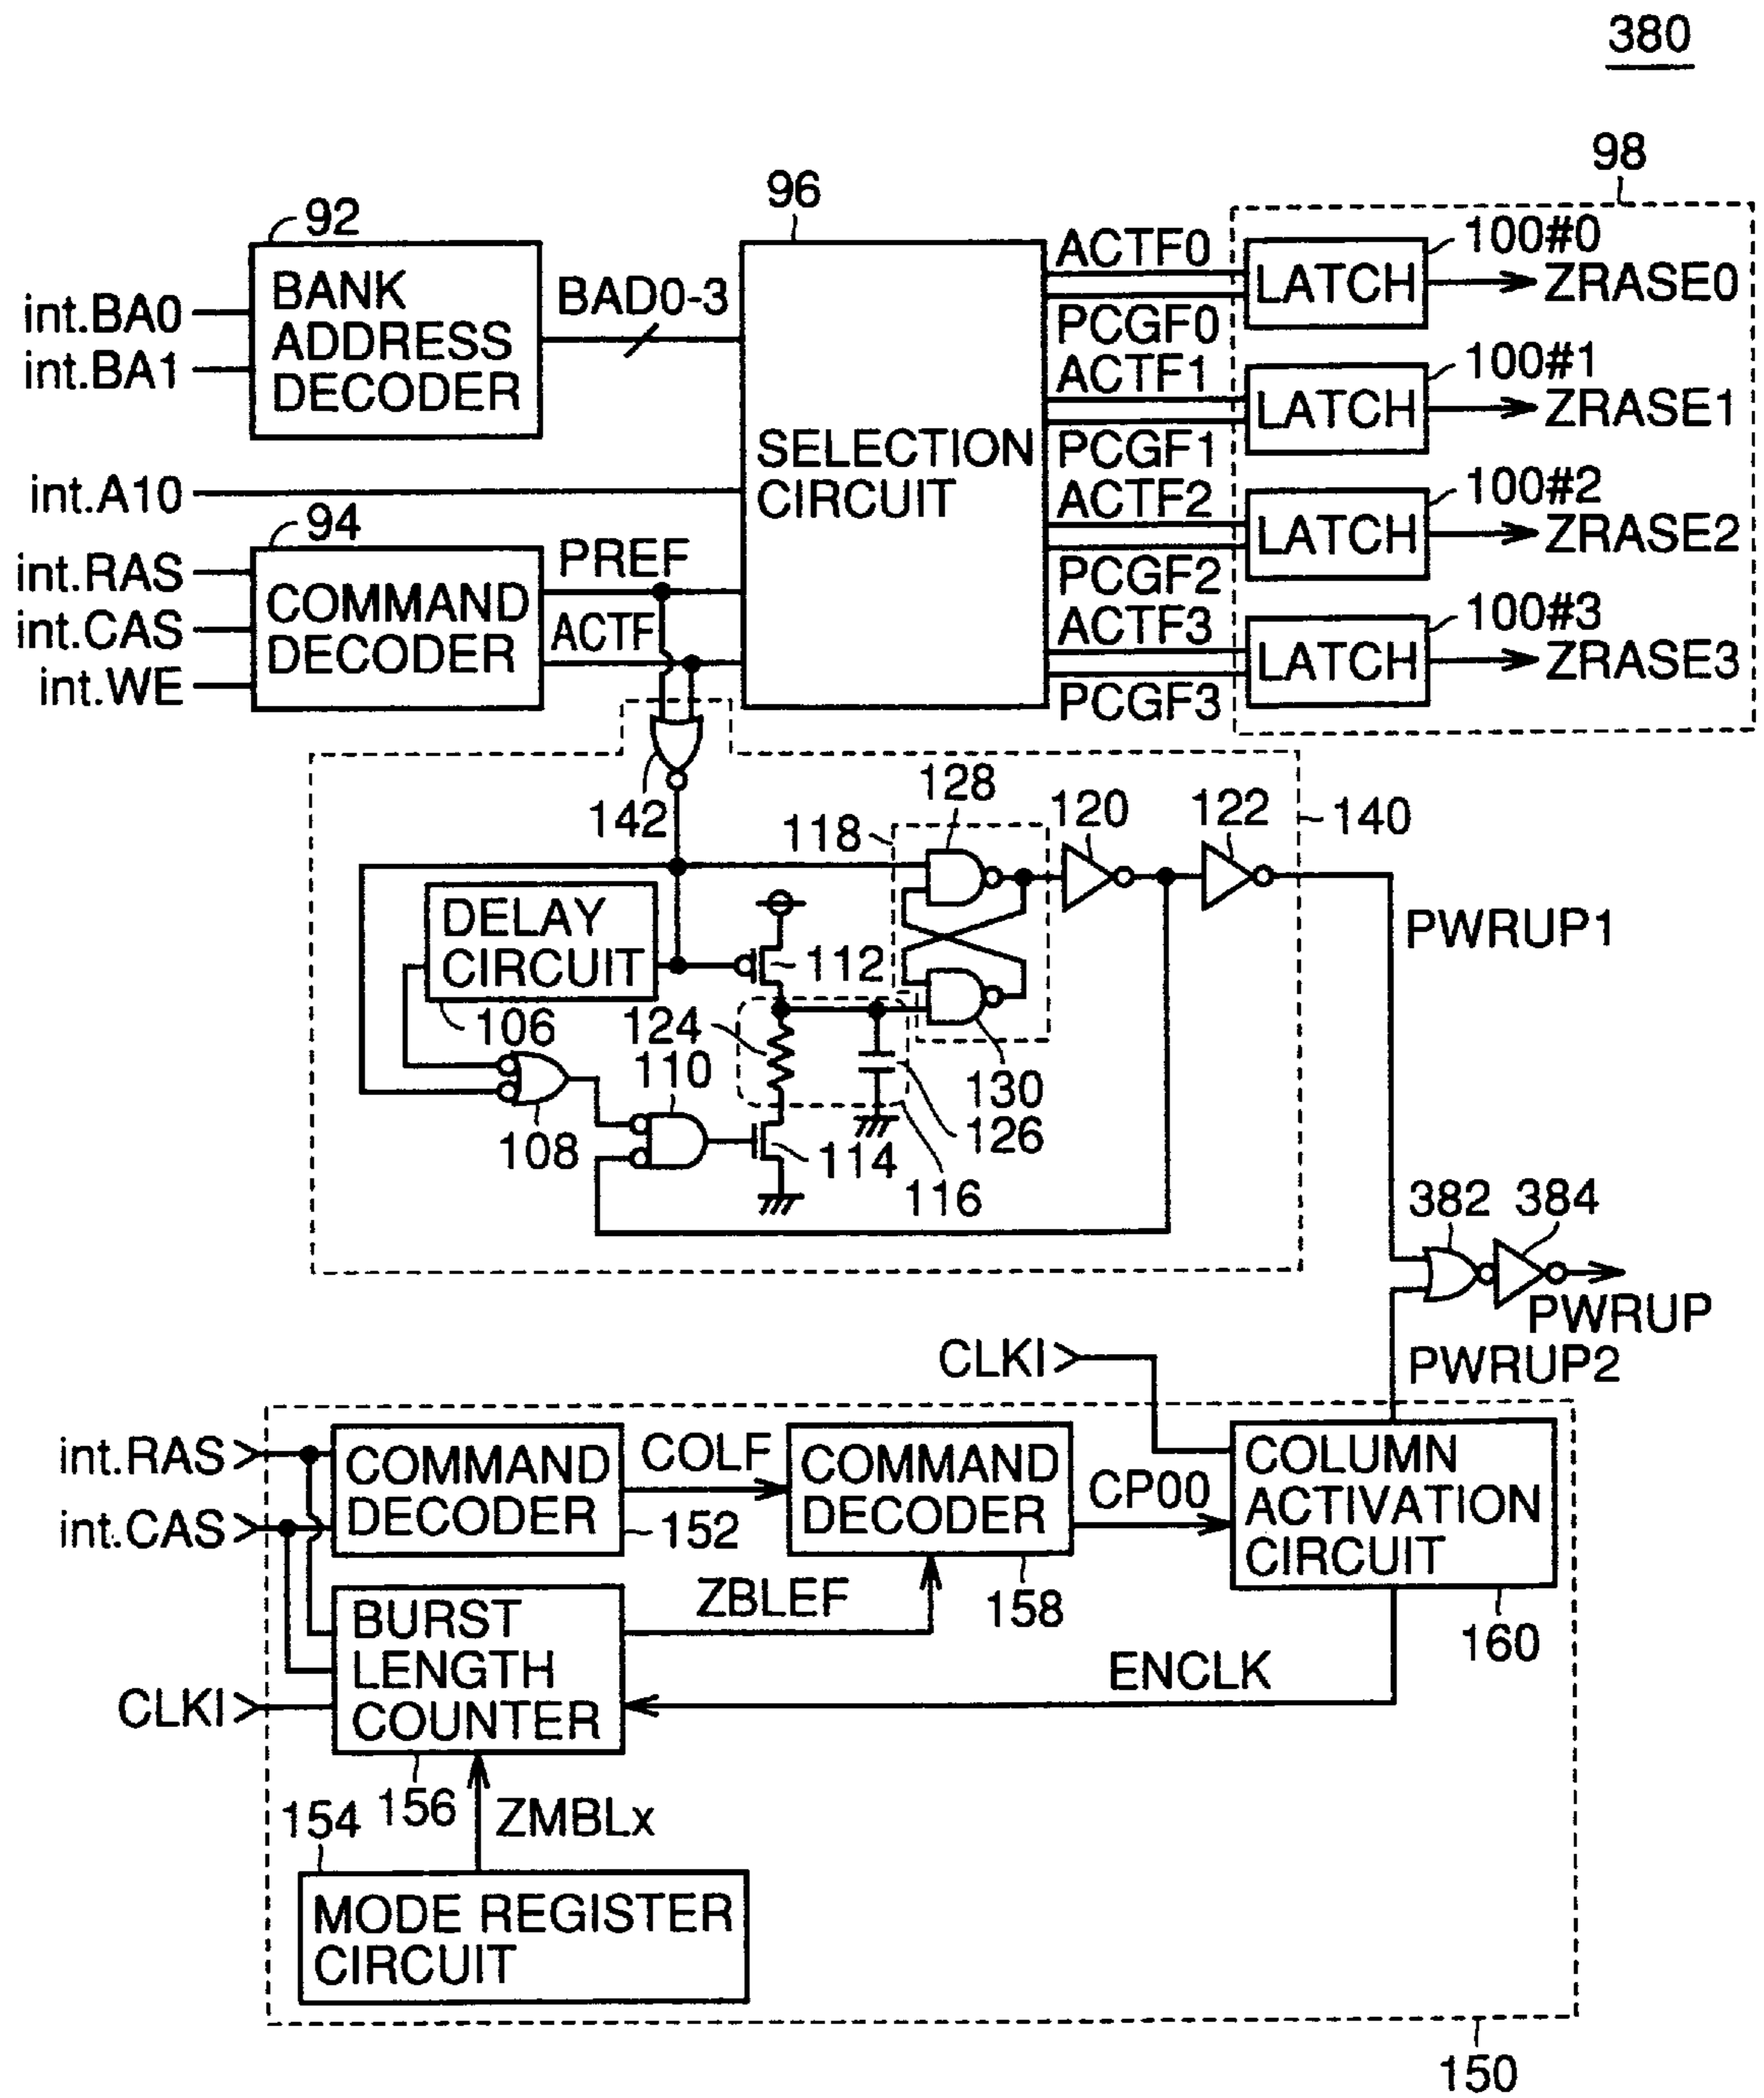 380
98
92
96
BANK
ADDRESS
DECODER
int.BA0
int.BA1
BAD0-3
SELECTION
CIRCUIT
ACTF0
PCGF0
LATCH
100#0
ZRASE0
ACTF1
PCGF1
LATCH
100#1
ZRASE1
ACTF2
PCGF2
LATCH
100#2
ZRASE2
ACTF3
PCGF3
LATCH
100#3
ZRASE3
int.A10
94
int.RAS
int.CAS
int.WE
COMMAND
DECODER
PREF
ACTF
142
118
128
120
122
140
DELAY
CIRCUIT
106
112
124
110
130
126
108
114
116
PWRUP1
382
384
PWRUP
PWRUP2
CLKI
int.RAS
int.CAS
COMMAND
DECODER
152
COLF
COMMAND
DECODER
158
CP00
COLUMN
ACTIVATION
CIRCUIT
160
ZBLEF
BURST
LENGTH
COUNTER
CLKI
ENCLK
156
154
ZMBLx
MODE REGISTER
CIRCUIT
150